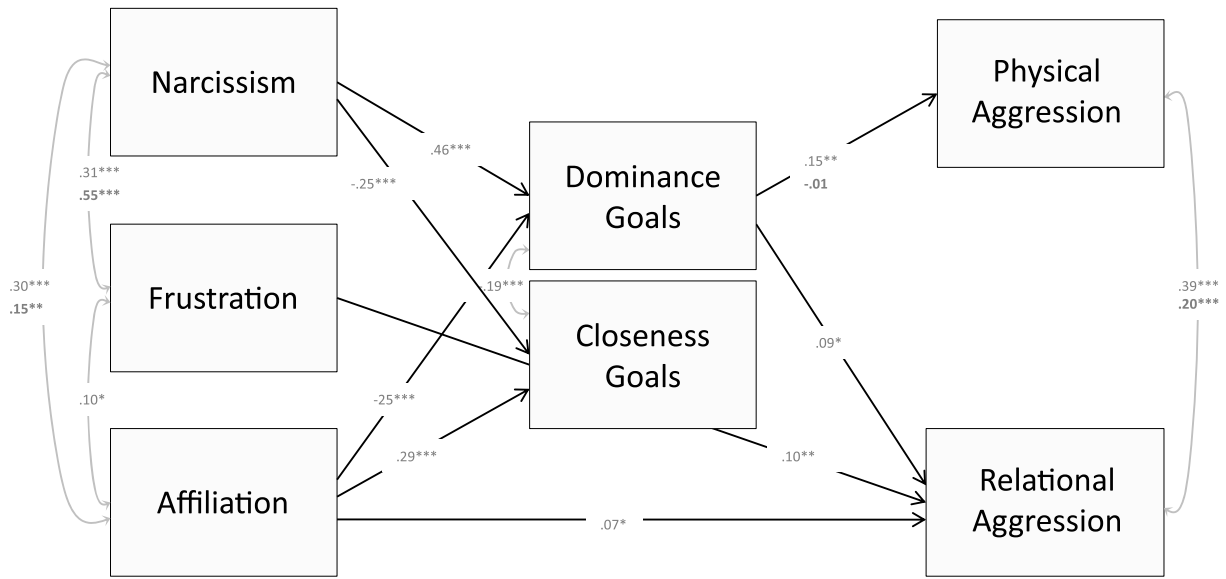 Narcissism
Physical
Aggression
.46***
.31***
.55***
-.25***
Dominance
Goals
.15**
-.01
Frustration
.30***
.15**
-.19***
.39***
.20***
Closeness
Goals
.09*
.10*
-25***
.29***
.10**
Affiliation
Relational
Aggression
.07*